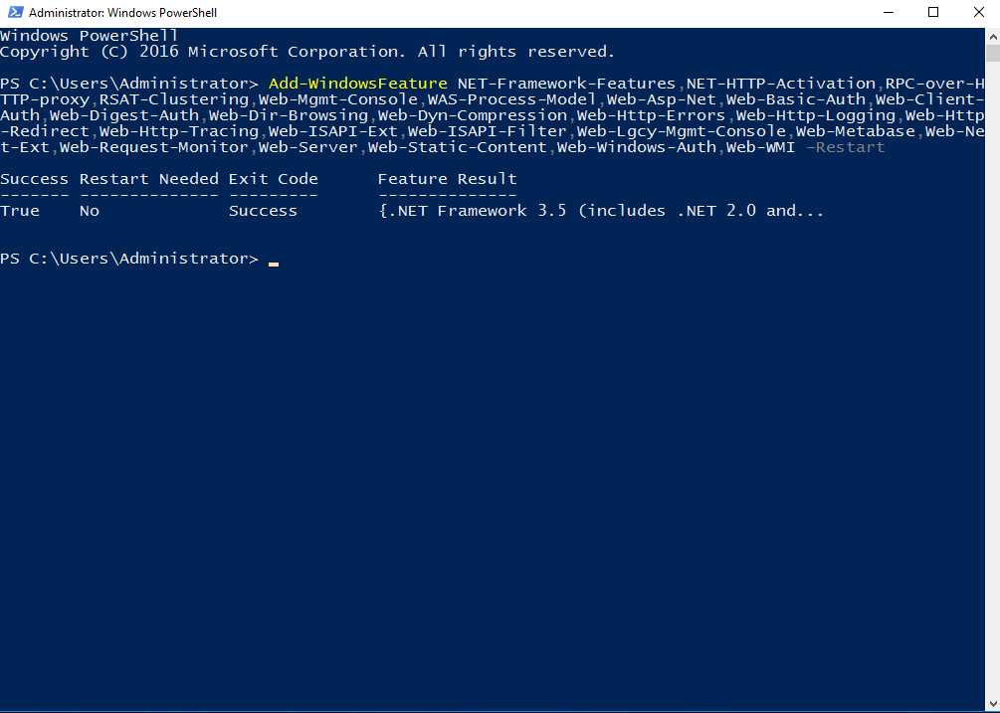 Administrator: Windows PowerShell
Windows PowerShell
Copyright (C) 2016 Microsoft Corporation. All rights reserved.
PS C:\Users\Administrator> Add-WindowsFeature NET-Framework-Features,NET-HTTP-Activation,RPC-over-H
TTP-proxy,RSAT-Clustering,Web-Mgmt-Console,WAS-Process-Model,Web-Asp-Net,Web-Basic-Auth,Web-Client-
Auth,Web-Digest-Auth,Web-Dir-Browsing,Web-Dyn-Compression,Web-Http-Errors,Web-Http-Logging,Web-Http
-Redirect,Web-Http-Tracing,Web-ISAPI-Ext,Web-ISAPI-Filter,Web-Lgcy-Mgmt-Console,Web-Metabase,Web-Ne
t-Ext,Web-Request-Monitor,Web-Server,Web-Static-Content,Web-Windows-Auth,Web-WMI –Restart
Success Restart Needed Exit Code      Feature Result
------- -------------- ---------      --------------
True    No             Success        {.NET Framework 3.5 (includes .NET 2.0 and...
PS C:\Users\Administrator> _